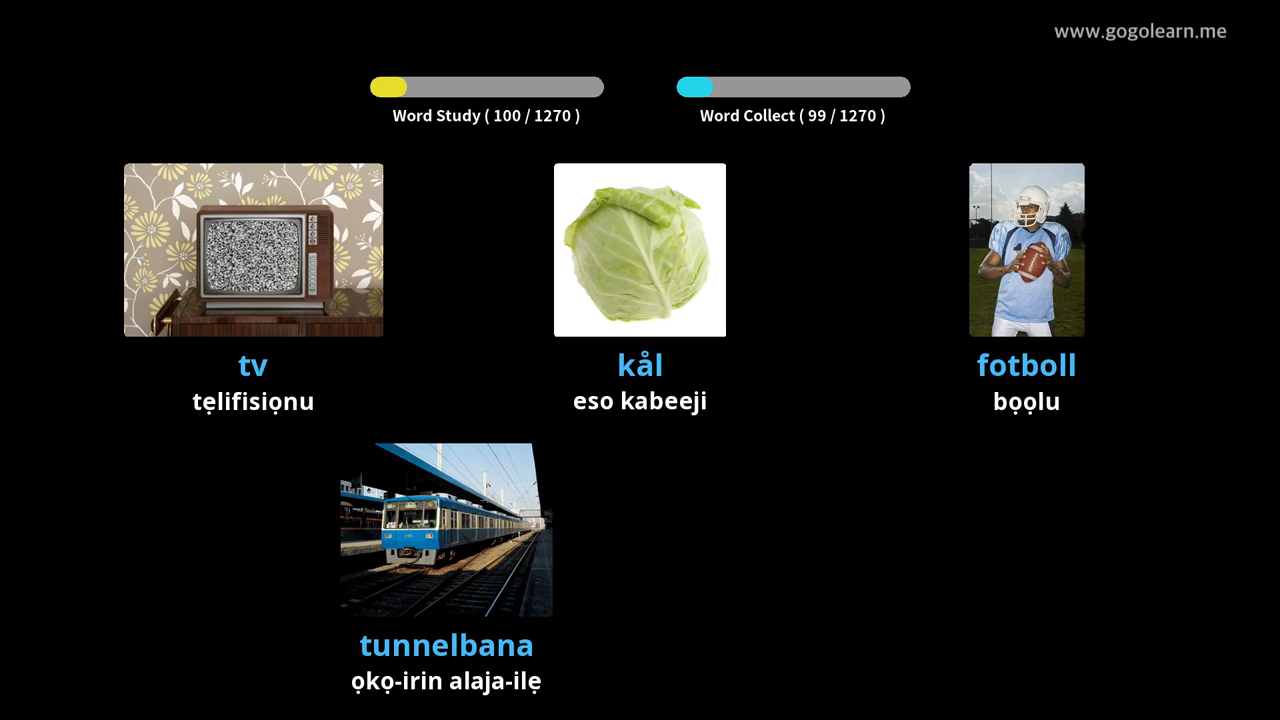 www.gogolearn.me
Word Study ( 100 / 1270 )
Word Collect ( 99 / 1270 )
tv
tẹlifisiọnu
kål
eso kabeeji
fotboll
bọọlu
tunnelbana
ọkọ-irin alaja-ilẹ